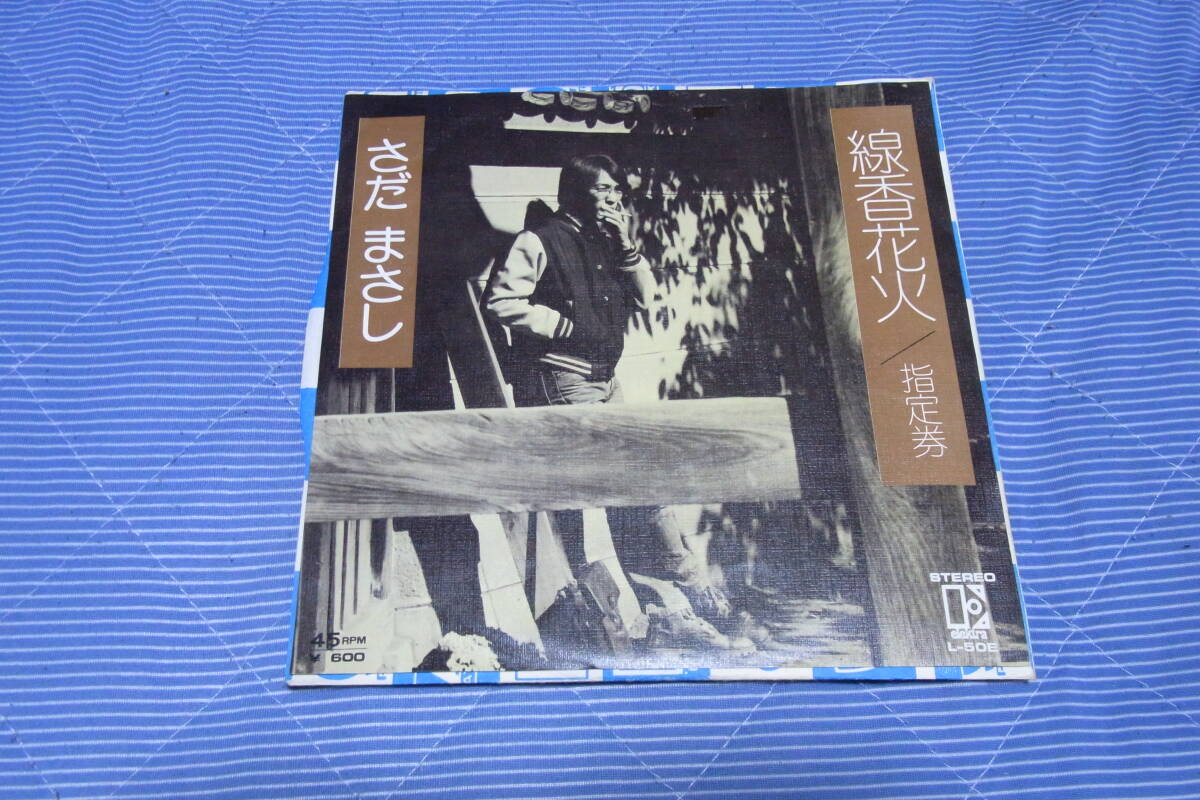 さだ まさし
線香花火
／指定券
STEREO
elektra
L-50E
45 RPM
¥ 600